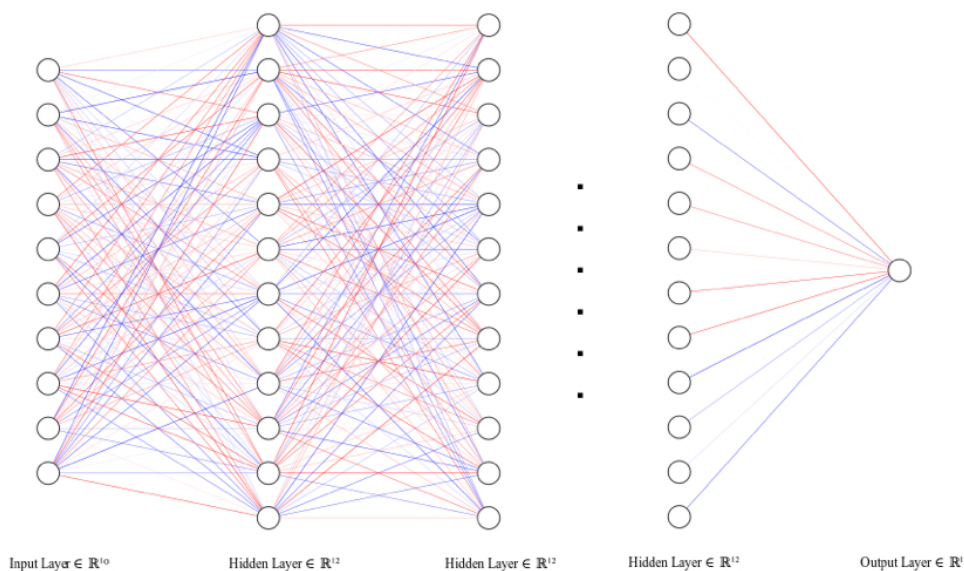 Input Layer ∈ ℝ¹⁰
Hidden Layer ∈ ℝ¹²
Hidden Layer ∈ ℝ¹²
Hidden Layer ∈ ℝ¹²
Output Layer ∈ ℝ¹